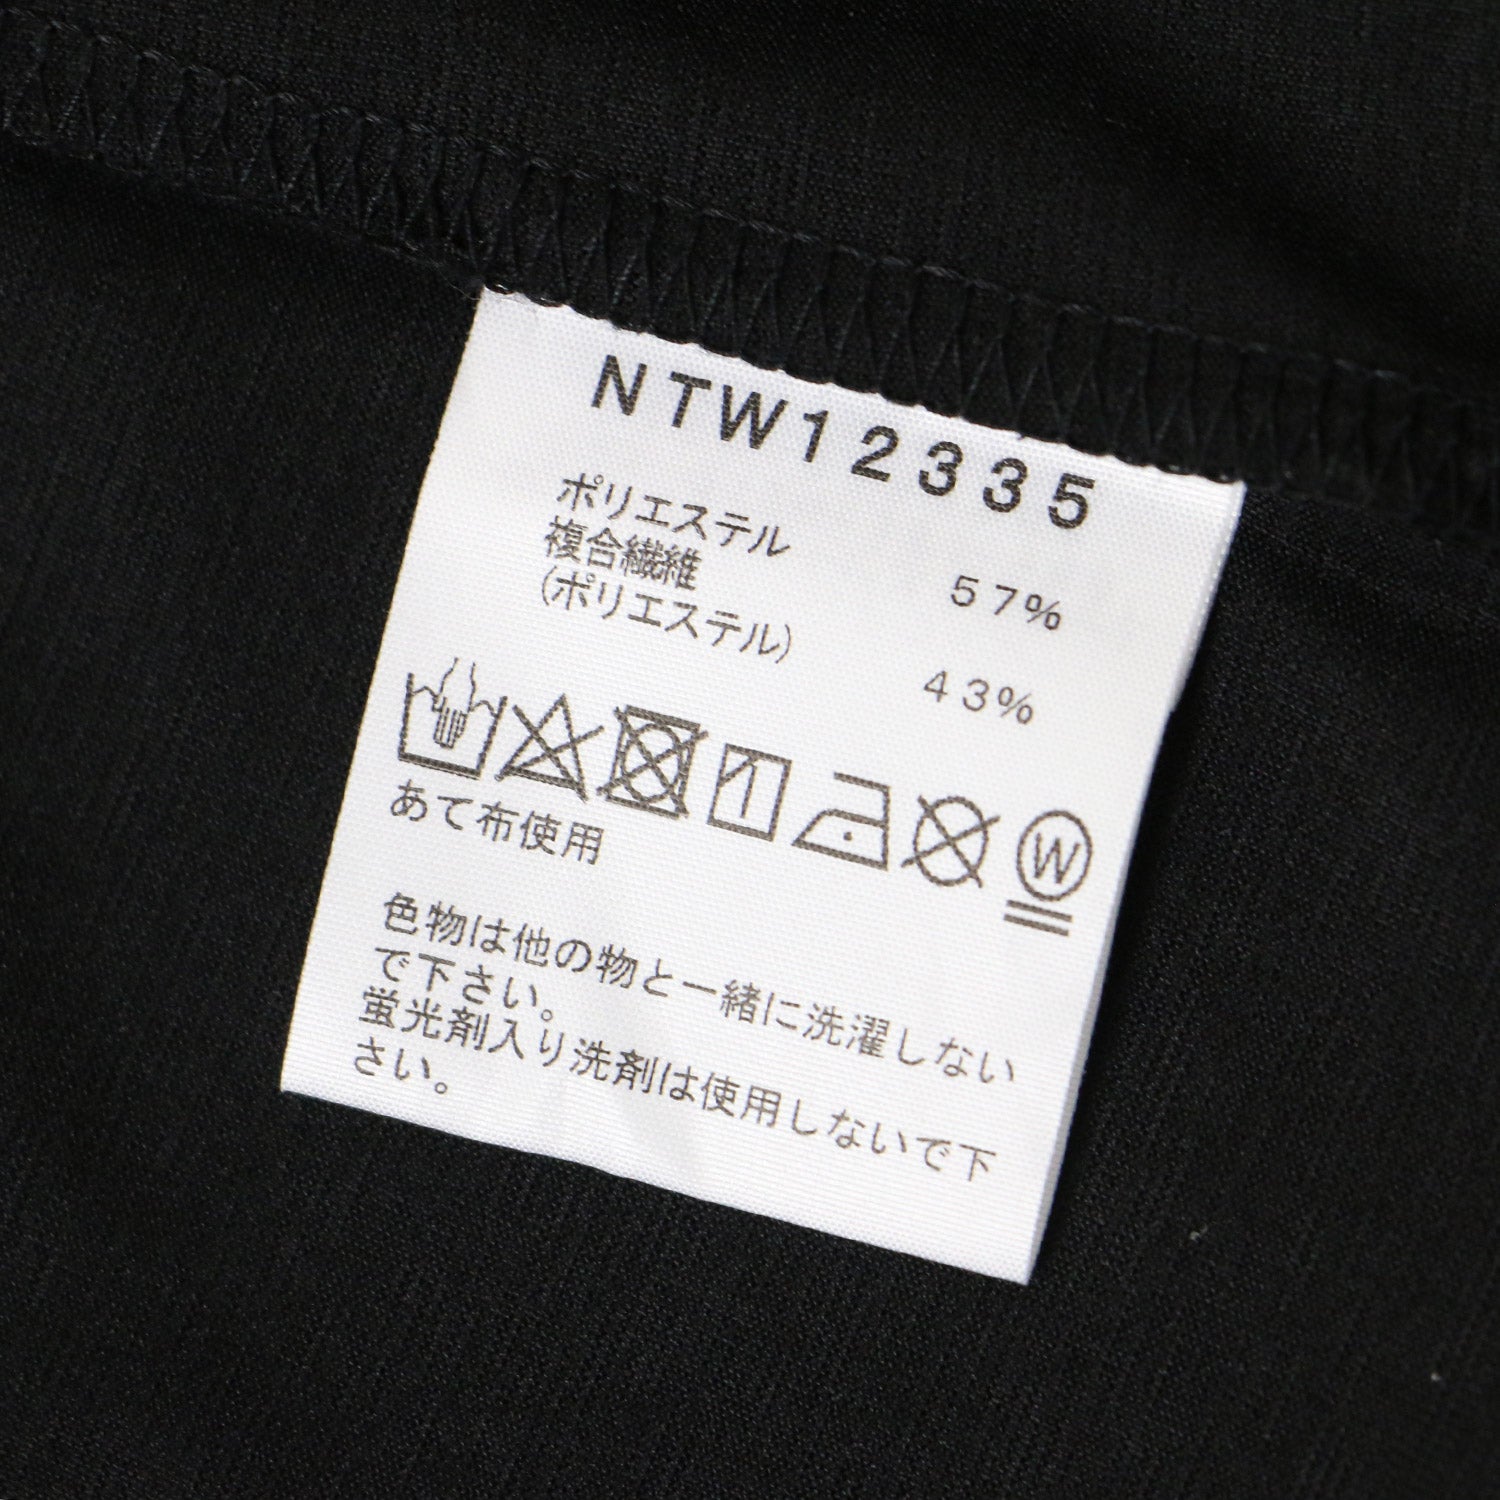 NTW12335
ポリエステル 57%
複合繊維
(ポリエステル) 43%
W
あて布使用
色物は他の物と一緒に洗濯しない
で下さい。
蛍光剤入り洗剤は使用しないで下
さい。